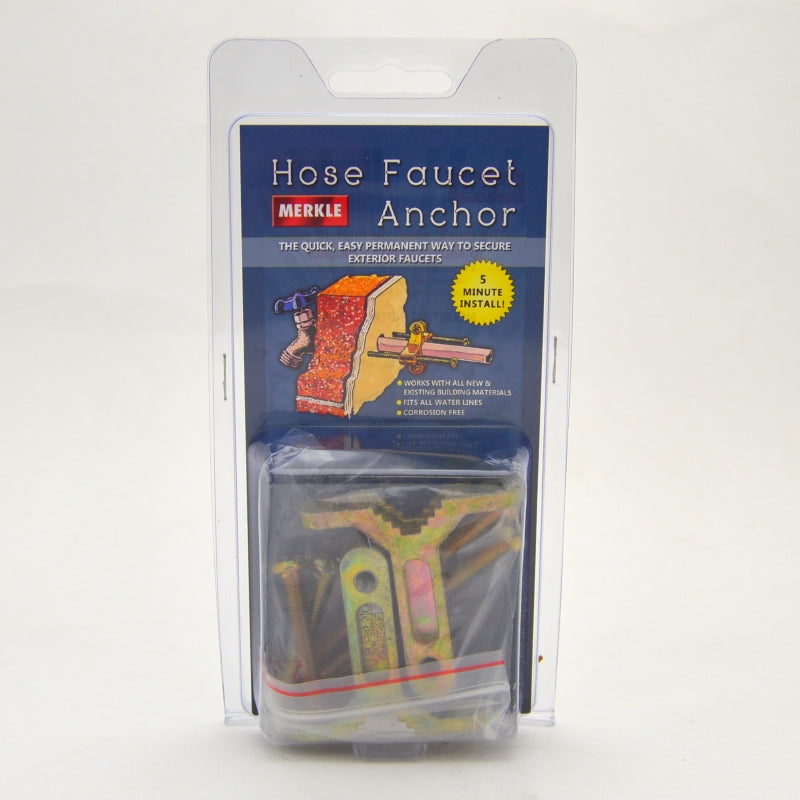 Hose Faucet
MERKLE Anchor
THE QUICK, EASY PERMANENT WAY TO SECURE
EXTERIOR FAUCETS
5
MINUTE
INSTALL!
WORKS WITH ALL NEW &
EXISTING BUILDING MATERIALS
FITS ALL WATER LINES
CORROSION FREE